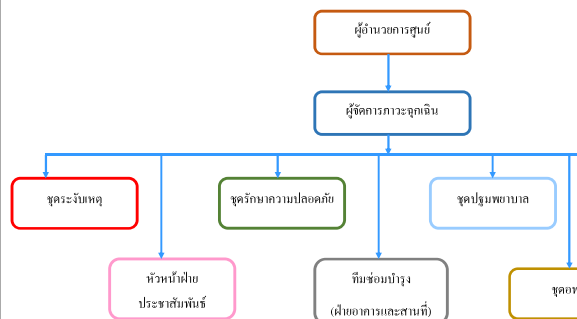 ผู้อำนวยการศูนย์
ผู้จัดการภาวะฉุกเฉิน
ชุดระงับเหตุ
ชุดรักษาความปลอดภัย
ชุดปฐมพยาบาล
หัวหน้าฝ่าย
ประชาสัมพันธ์
ทีมซ่อมบำรุง
(ฝ่ายอาคารและสานที่)